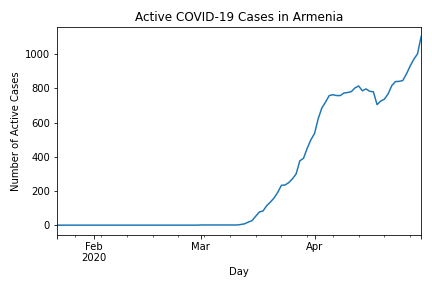 Active COVID-19 Cases in Armenia
Number of Active Cases
1000
800
600
400
200
0
Feb
2020
Mar
Apr
Day